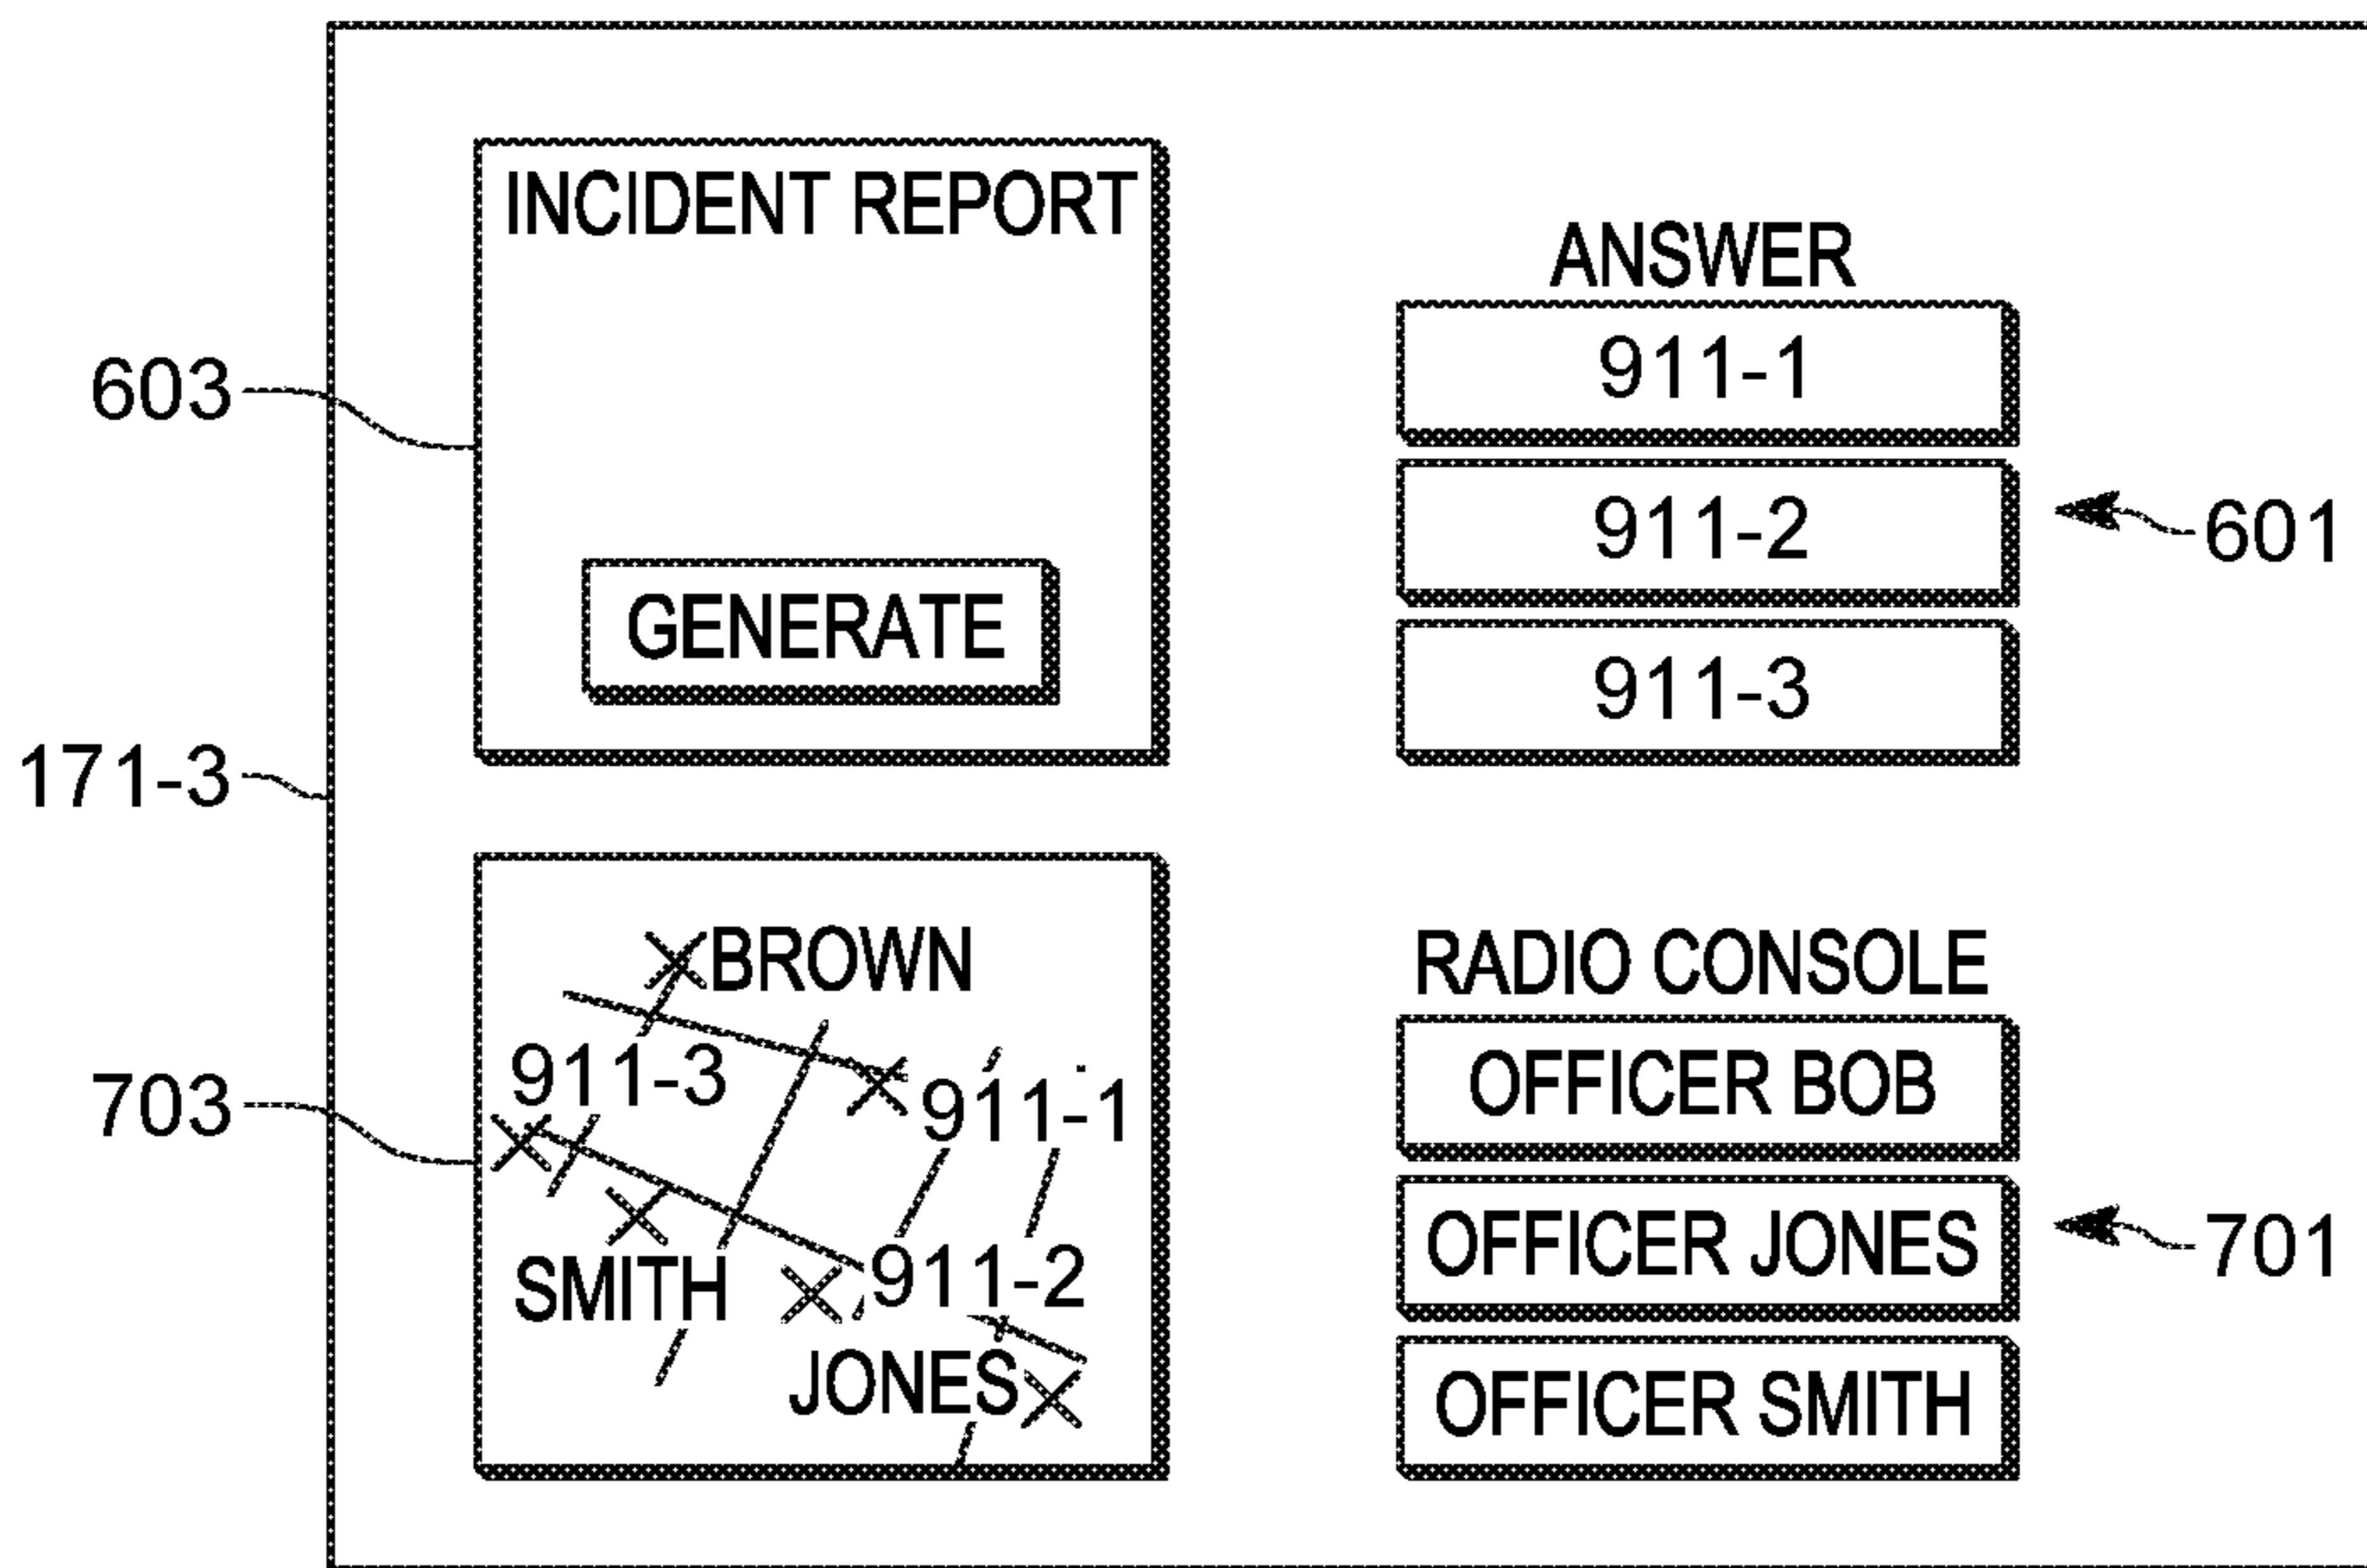 INCIDENT REPORT
GENERATE
603
171-3
ANSWER
911-1
911-2
911-3
601
BROWN
911-3
911-1
SMITH
911-2
JONES
703
RADIO CONSOLE
OFFICER BOB
OFFICER JONES
OFFICER SMITH
701